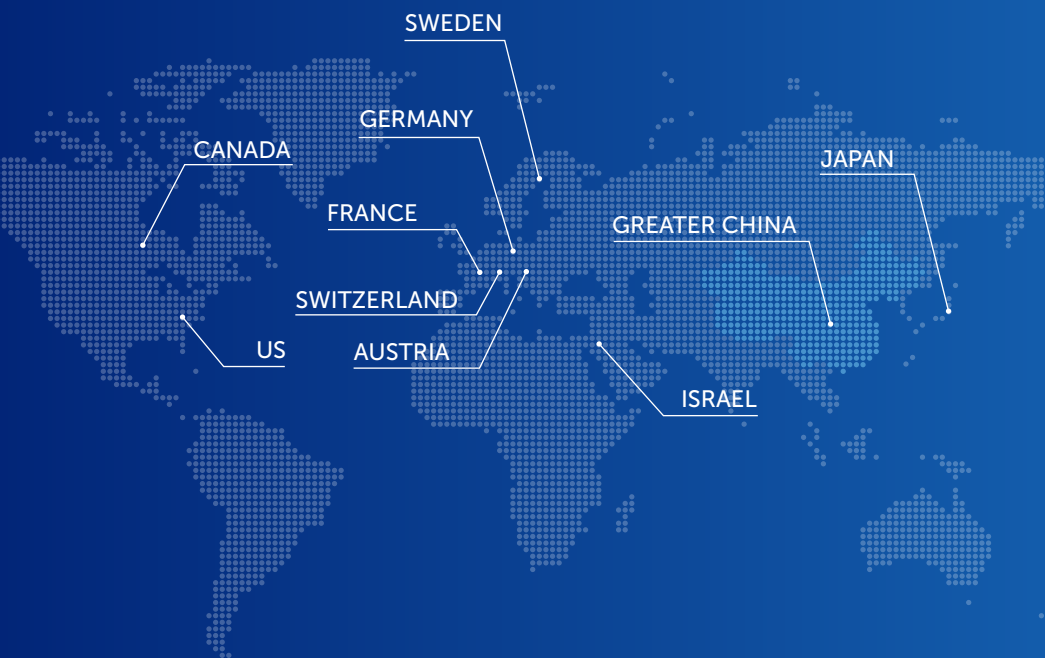 SWEDEN
GERMANY
CANADA
JAPAN
FRANCE
GREATER CHINA
SWITZERLAND
US
AUSTRIA
ISRAEL